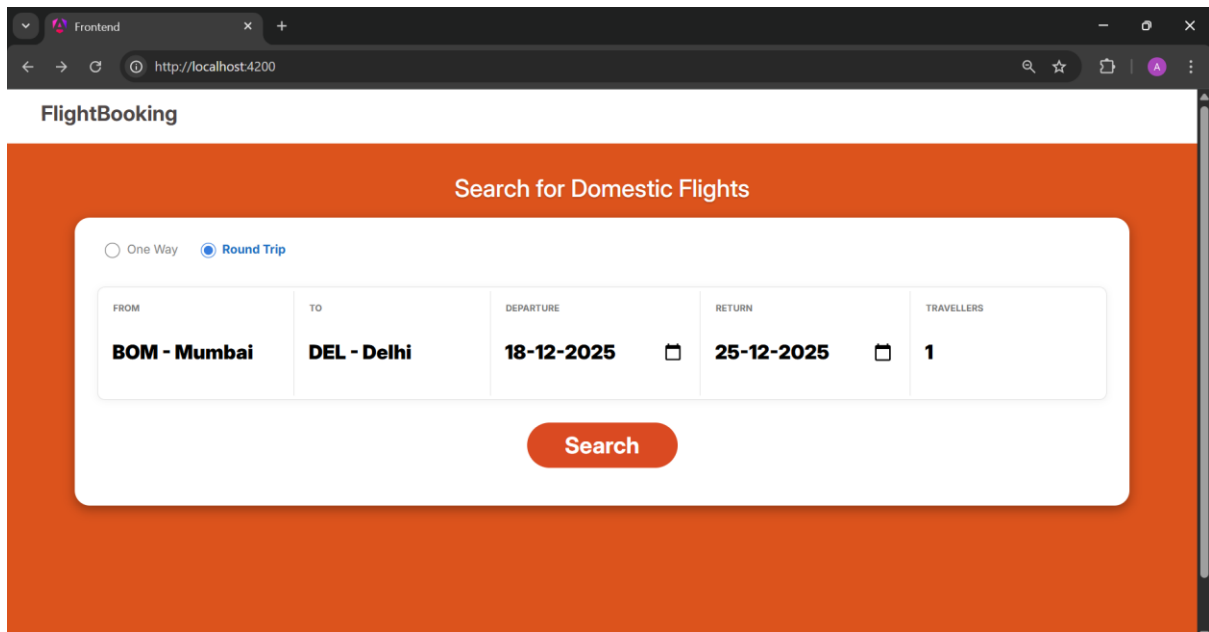 Frontend
http://localhost:4200
A
FlightBooking
Search for Domestic Flights
One Way Round Trip
FROM TO DEPARTURE RETURN TRAVELLERS
BOM - Mumbai DEL - Delhi 18-12-2025 25-12-2025 1
Search